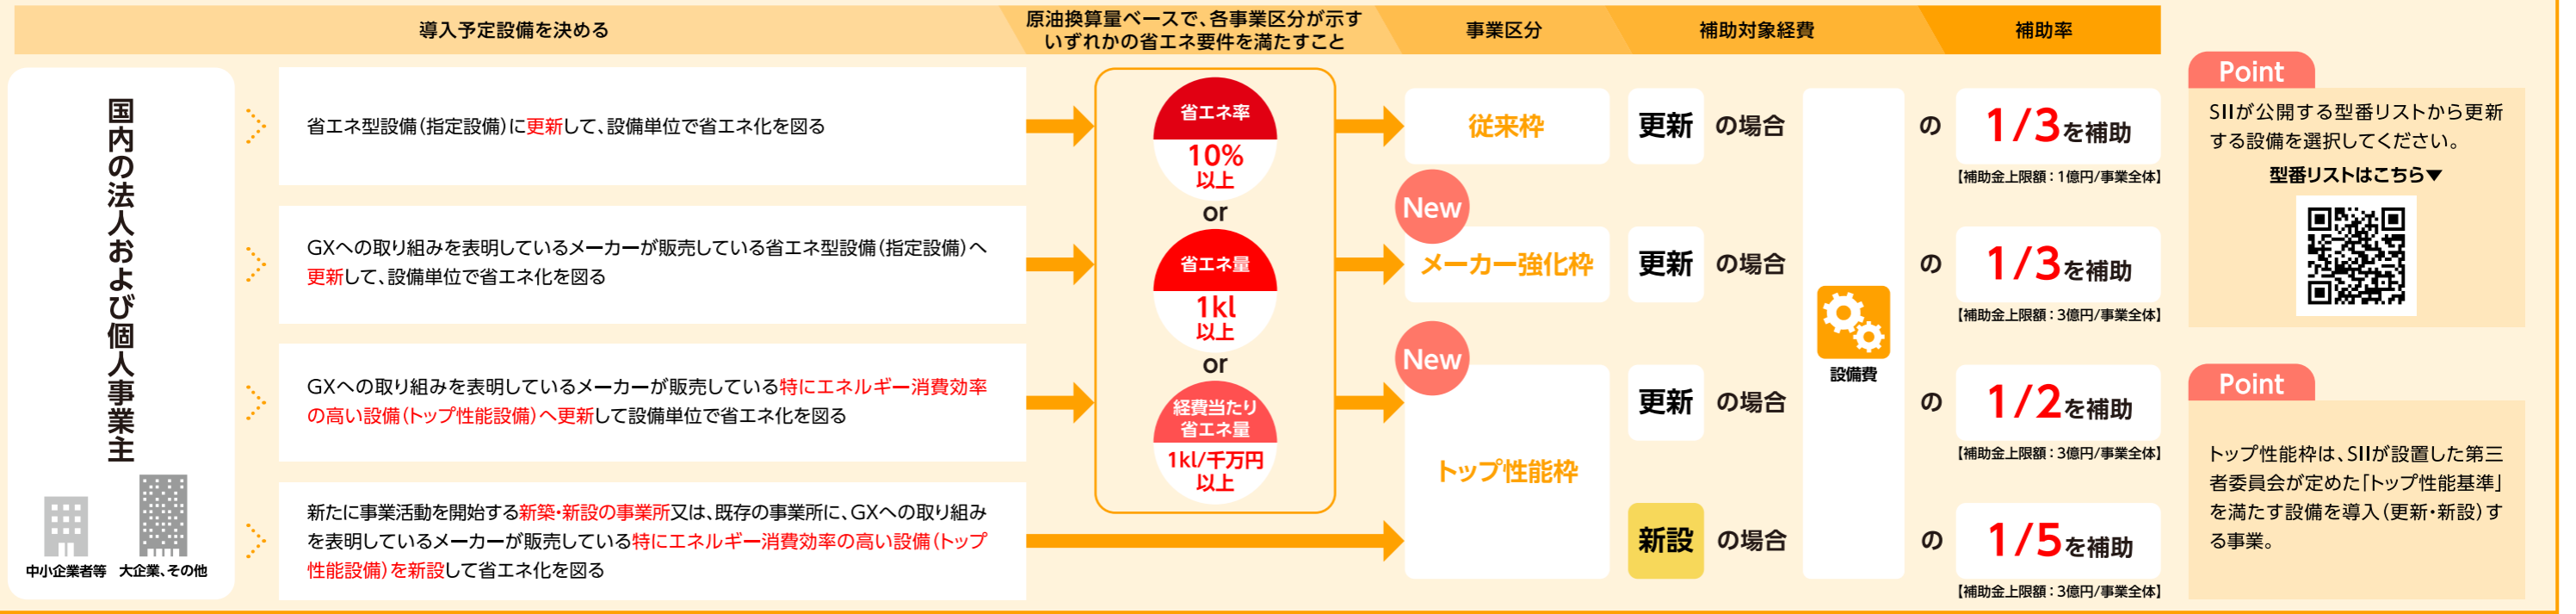 導入予定設備を決める
原油換算量ベースで、各事業区分が示す
いずれかの省エネ要件を満たすこと
事業区分
補助対象経費
補助率
国内の法人および個人事業主
中小企業者等
大企業、その他
省エネ型設備(指定設備)に更新して、設備単位で省エネ化を図る
GXへの取り組みを表明しているメーカーが販売している省エネ型設備(指定設備)へ
更新して、設備単位で省エネ化を図る
GXへの取り組みを表明しているメーカーが販売している特にエネルギー消費効率
の高い設備(トップ性能設備)へ更新して設備単位で省エネ化を図る
新たに事業活動を開始する新築・新設の事業所又は、既存の事業所に、GXへの取り組み
を表明しているメーカーが販売している特にエネルギー消費効率の高い設備(トップ
性能設備)を新設して省エネ化を図る
省エネ率
10%
以上
or
省エネ量
1kl
以上
or
経費当たり
省エネ量
1kl/千万円
以上
従来枠
New
メーカー強化枠
New
トップ性能枠
更新 の場合
更新 の場合
更新 の場合
新設 の場合
設備費
の 1/3を補助
【補助金上限額:1億円/事業全体】
の 1/3を補助
【補助金上限額:3億円/事業全体】
の 1/2を補助
【補助金上限額:3億円/事業全体】
の 1/5を補助
【補助金上限額:3億円/事業全体】
Point
SIIが公開する型番リストから更新
する設備を選択してください。
型番リストはこちら▼
Point
トップ性能枠は、SIIが設置した第三
者委員会が定めた「トップ性能基準」
を満たす設備を導入(更新・新設)す
る事業。